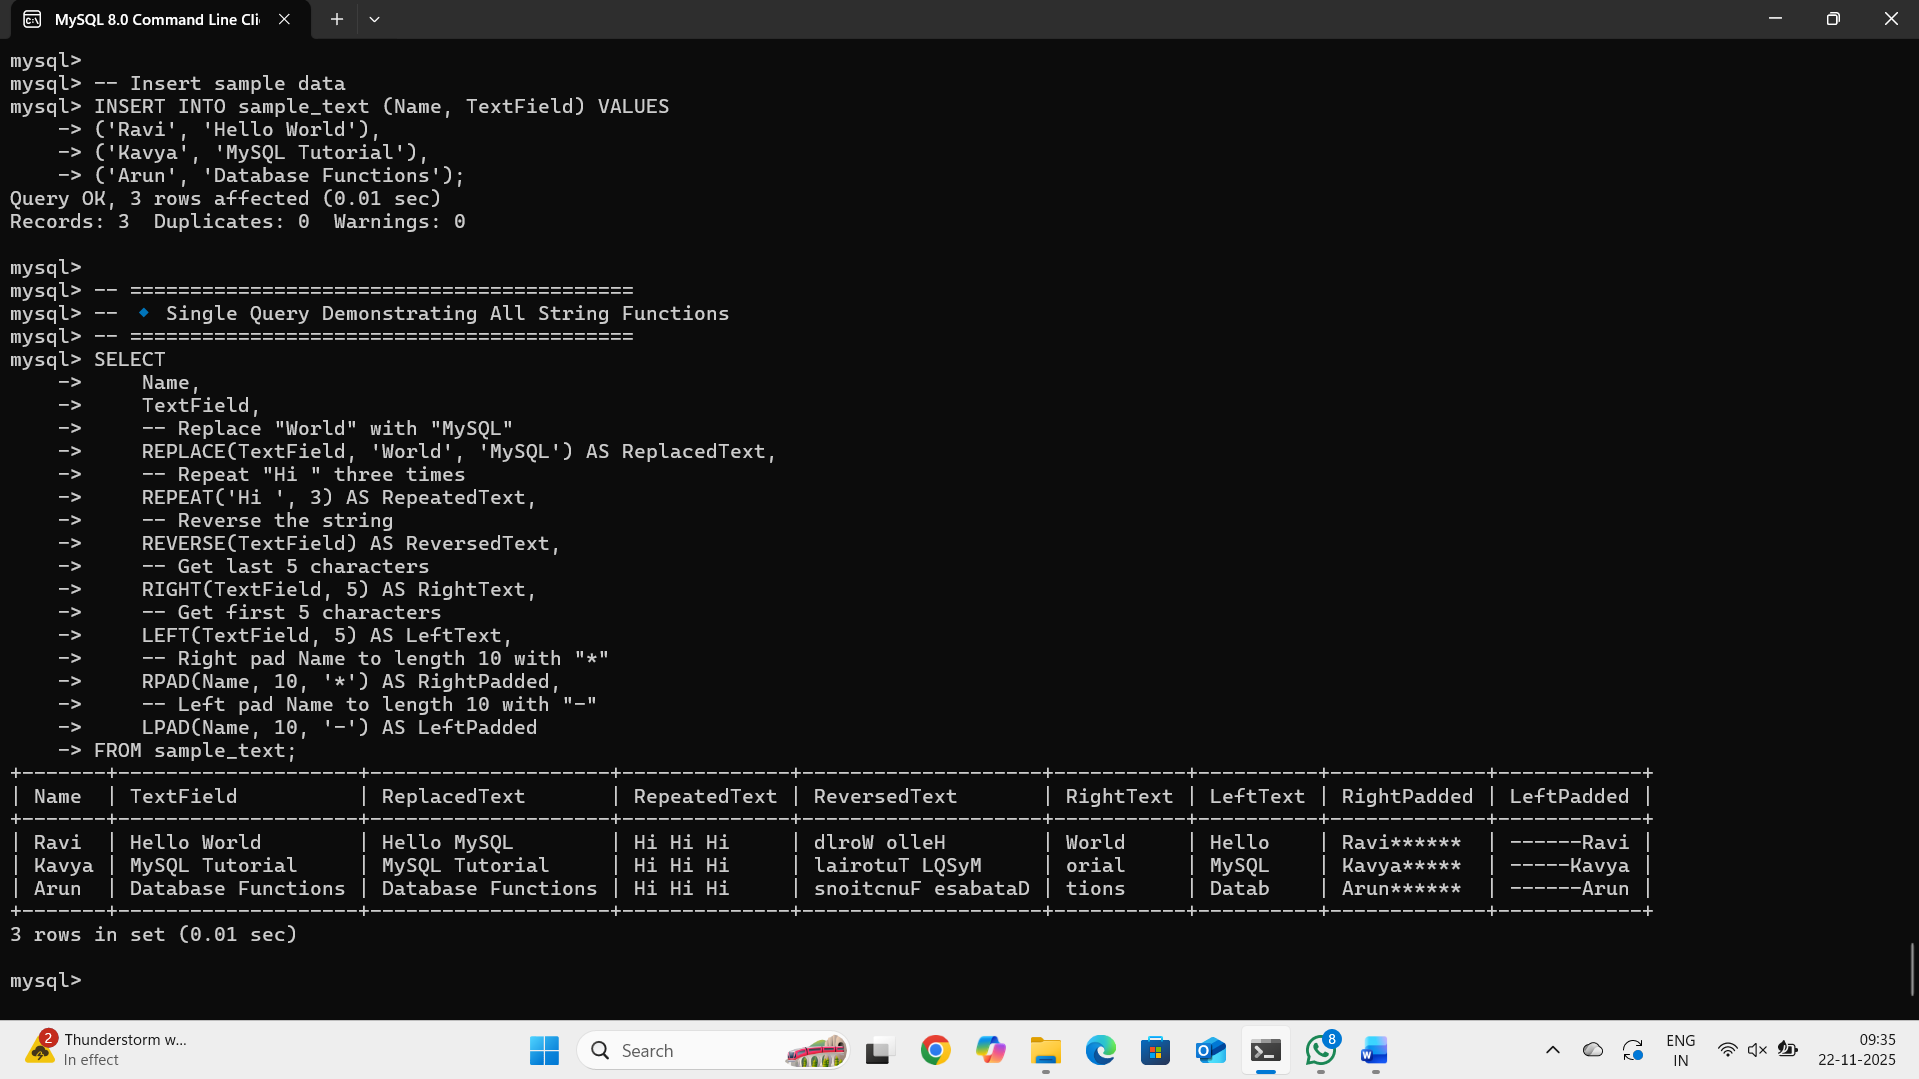 MySQL 8.0 Command Line Cli
mysql>
mysql> -- Insert sample data
mysql> INSERT INTO sample_text (Name, TextField) VALUES
    -> ('Ravi', 'Hello World'),
    -> ('Kavya', 'MySQL Tutorial'),
    -> ('Arun', 'Database Functions');
Query OK, 3 rows affected (0.01 sec)
Records: 3  Duplicates: 0  Warnings: 0
mysql>
mysql> -- ==========================================
mysql> -- 🔹 Single Query Demonstrating All String Functions
mysql> -- ==========================================
mysql> SELECT
    ->     Name,
    ->     TextField,
    ->     -- Replace "World" with "MySQL"
    ->     REPLACE(TextField, 'World', 'MySQL') AS ReplacedText,
    ->     -- Repeat "Hi " three times
    ->     REPEAT('Hi ', 3) AS RepeatedText,
    ->     -- Reverse the string
    ->     REVERSE(TextField) AS ReversedText,
    ->     -- Get last 5 characters
    ->     RIGHT(TextField, 5) AS RightText,
    ->     -- Get first 5 characters
    ->     LEFT(TextField, 5) AS LeftText,
    ->     -- Right pad Name to length 10 with "*"
    ->     RPAD(Name, 10, '*') AS RightPadded,
    ->     -- Left pad Name to length 10 with "-"
    ->     LPAD(Name, 10, '-') AS LeftPadded
    -> FROM sample_text;
+-------+--------------------+--------------------+--------------+--------------------+-----------+----------+-------------+------------+
| Name  | TextField          | ReplacedText       | RepeatedText | ReversedText       | RightText | LeftText | RightPadded | LeftPadded |
+-------+--------------------+--------------------+--------------+--------------------+-----------+----------+-------------+------------+
| Ravi  | Hello World        | Hello MySQL        | Hi Hi Hi     | dlroW olleH        | World     | Hello    | Ravi******  | ------Ravi |
| Kavya | MySQL Tutorial     | MySQL Tutorial     | Hi Hi Hi     | lairotuT LQSyM     | orial     | MySQL    | Kavya*****  | -----Kavya |
| Arun  | Database Functions | Database Functions | Hi Hi Hi     | snoitcnuF esabataD | tions     | Datab    | Arun******  | ------Arun |
+-------+--------------------+--------------------+--------------+--------------------+-----------+----------+-------------+------------+
3 rows in set (0.01 sec)
mysql>
2
Thunderstorm w...
In effect
Search
8
ENG
IN
09:35
22-11-2025